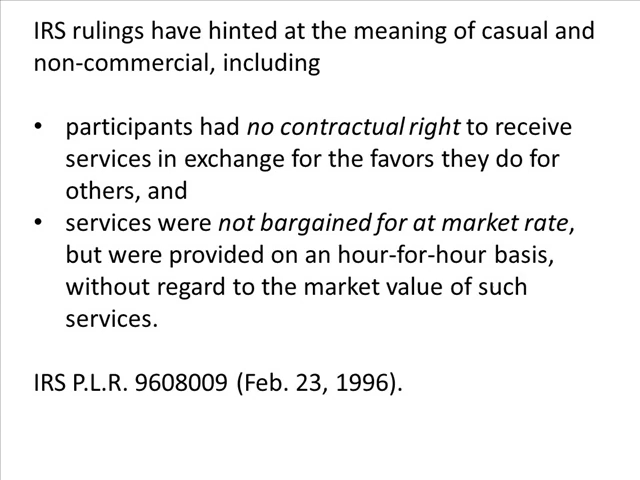 IRS rulings have hinted at the meaning of casual and
non-commercial, including
• participants had no contractual right to receive
services in exchange for the favors they do for
others, and
• services were not bargained for at market rate,
but were provided on an hour-for-hour basis,
without regard to the market value of such
services.
IRS P.L.R. 9608009 (Feb. 23, 1996).